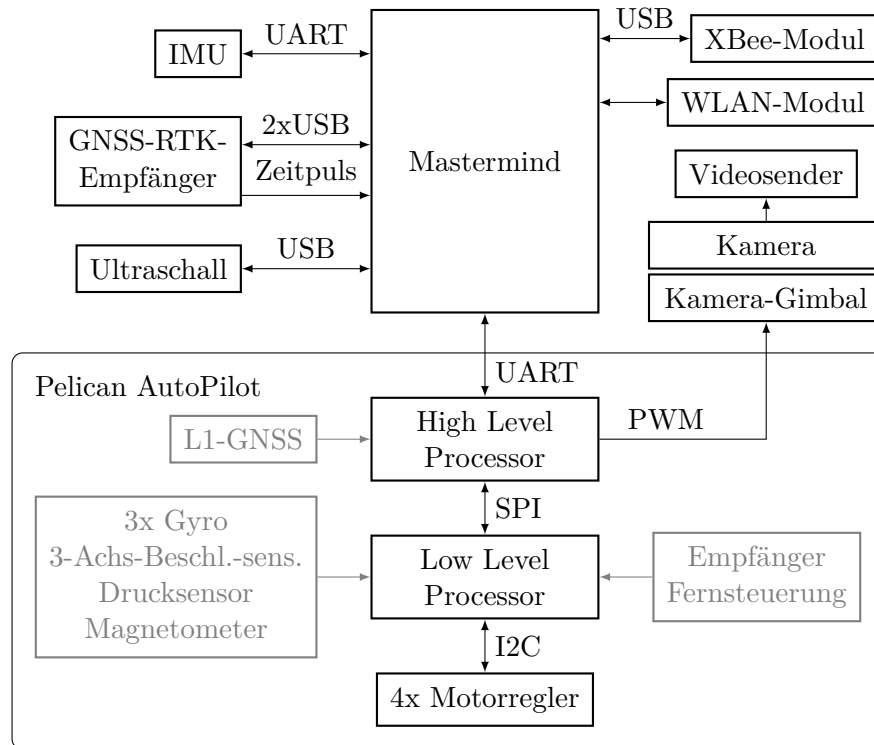 USB
XBee-Modul
IMU
UART
WLAN-Modul
GNSS-RTK-
Empfänger
2xUSB
Zeitpuls
Mastermind
Videosender
Kamera
Ultraschall
USB
Kamera-Gimbal
UART
Pelican AutoPilot
L1-GNSS
High Level
Processor
PWM
SPI
3x Gyro
3-Achs-Beschl.-sens.
Drucksensor
Magnetometer
Low Level
Processor
Empfänger
Fernsteuerung
I2C
4x Motorregler